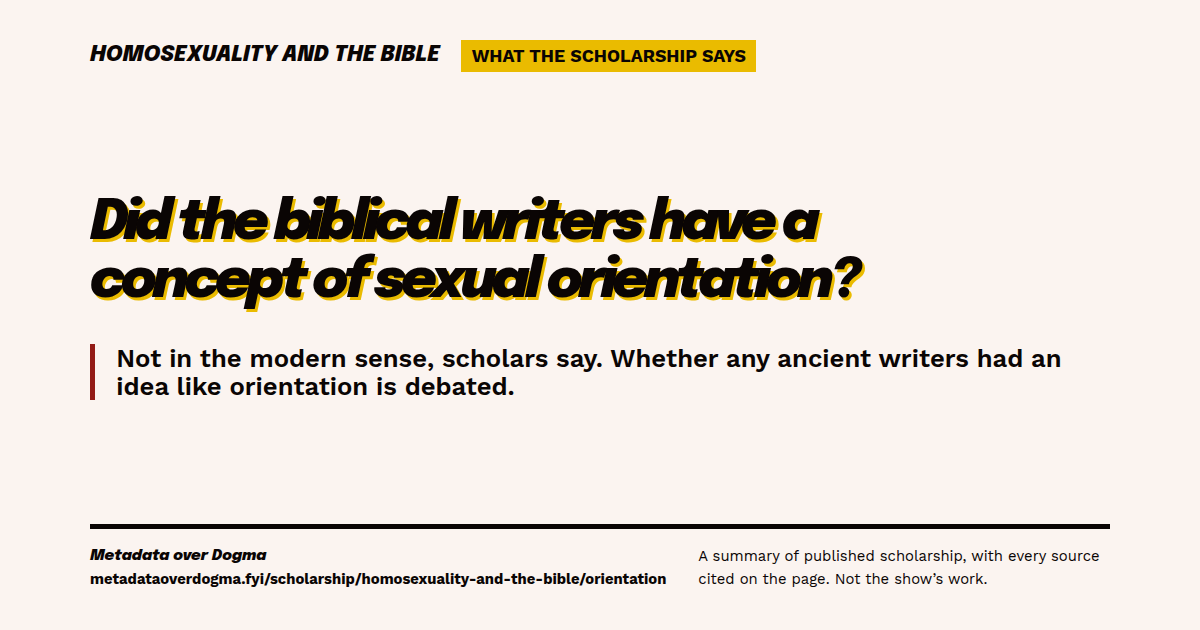 HOMOSEXUALITY AND THE BIBLE
WHAT THE SCHOLARSHIP SAYS
Did the biblical writers have a
concept of sexual orientation?
Not in the modern sense, scholars say. Whether any ancient writers had an
idea like orientation is debated.
Metadata over Dogma
metadataoverdogma.fyi/scholarship/homosexuality-and-the-bible/orientation
A summary of published scholarship, with every source
cited on the page. Not the show’s work.